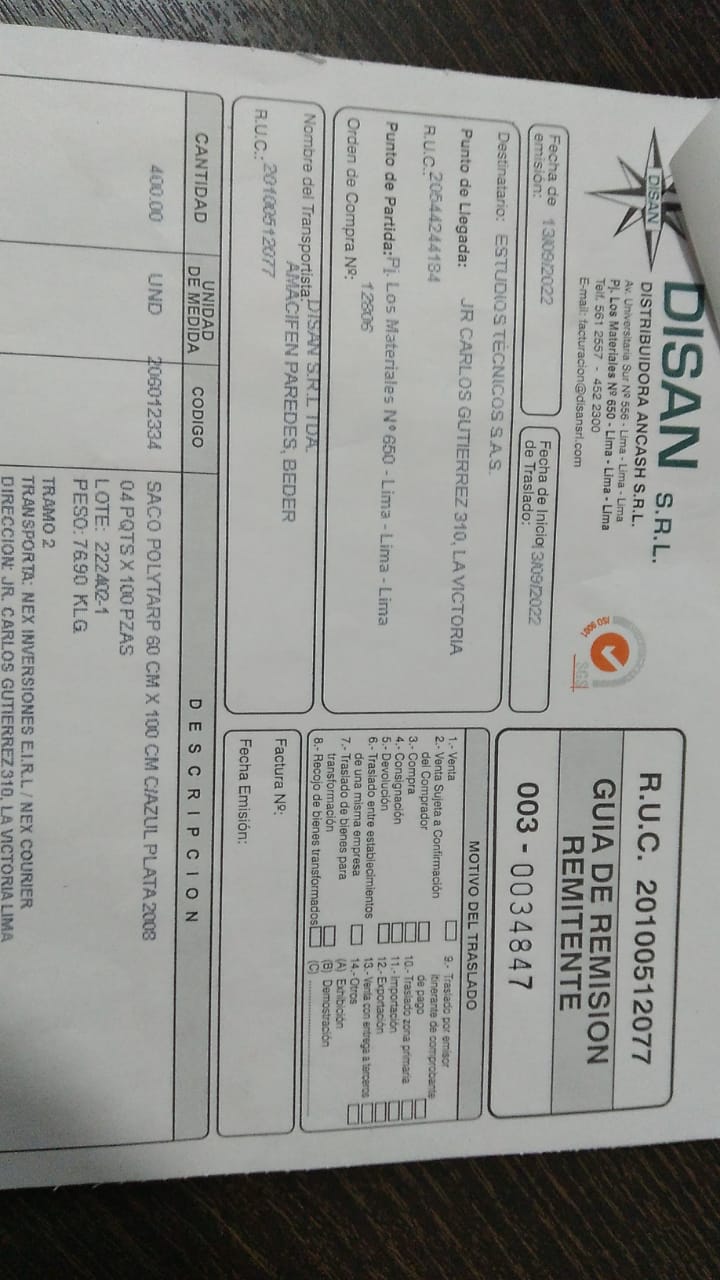 DISAN
DISAN S.R.L.
DISTRIBUIDORA ANCASH S.R.L.
Av. Universitaria Sur Nº 556 - Lima - Lima - Lima
Pj. Los Materiales Nº 650 - Lima - Lima - Lima
Telf. 561 2557 - 452 2300
E-mail: facturacion@disansrl.com
SGS
R.U.C. 20100512077
GUIA DE REMISION
REMITENTE
003 - 0034847
Fecha de emisión: 13/09/2022
Fecha de Inicio de Traslado: 13/09/2022
Destinatario: ESTUDIOS TÉCNICOS S.A.S.
Punto de Llegada: JR CARLOS GUTIERREZ 310, LA VICTORIA
R.U.C.: 20544244184
Punto de Partida: Pj. Los Materiales Nº 650 - Lima - Lima - Lima
12806
Orden de Compra Nº:
Nombre del Transportista: DISAN S.R.LTDA.
AMACIFEN PAREDES, BEDER
R.U.C.: 20100512077
MOTIVO DEL TRASLADO
1.- Venta
2.- Venta Sujeta a Confirmación
del Comprador
3.- Compra
4.- Consignación
5.- Devolución
6.- Traslado entre establecimientos
de una misma empresa
7.- Traslado de bienes para
transformación
8.- Recojo de bienes transformados
9.- Traslado por emisor
itinerante de comprobante
de pago
10.- Traslado zona primaria
11.- Importación
12.- Exportación
13.- Venta con entrega a terceros
14.- Otros
(A) Exhibición
(B) Demostración
(C)
Factura Nº:
Fecha Emisión:
CANTIDAD UNIDAD DE MEDIDA CODIGO DESCRIPCION
400.00 UND 206012334 SACO POLYTARP 60 CM X 100 CM C/AZUL PLATA 2008
04 PQTS X 100 PZAS
LOTE: 222402-1
PESO: 76.90 KLG
TRAMO 2
TRANSPORTA: NEX INVERSIONES E.I.R.L / NEX COURIER
DIRECCION: JR. CARLOS GUTIERREZ 310, LA VICTORIA LIMA